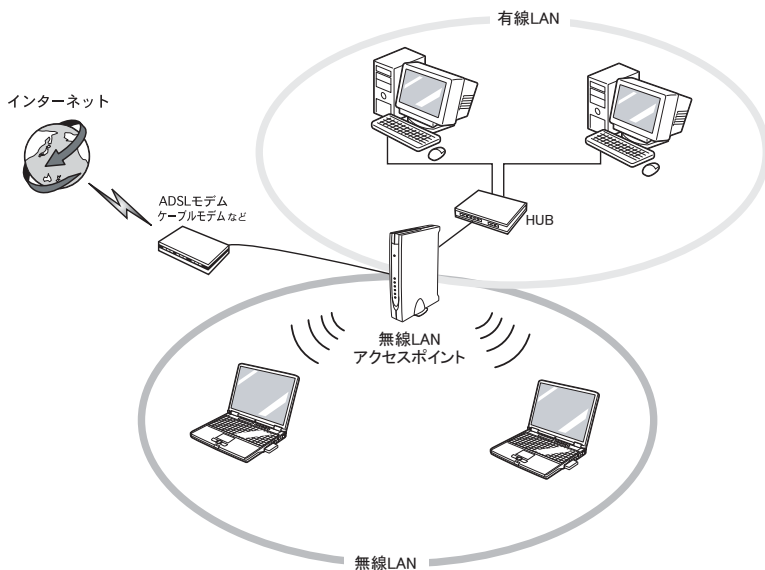 有線LAN
インターネット
ADSLモデム
ケーブルモデムなど
HUB
無線LAN
アクセスポイント
無線LAN